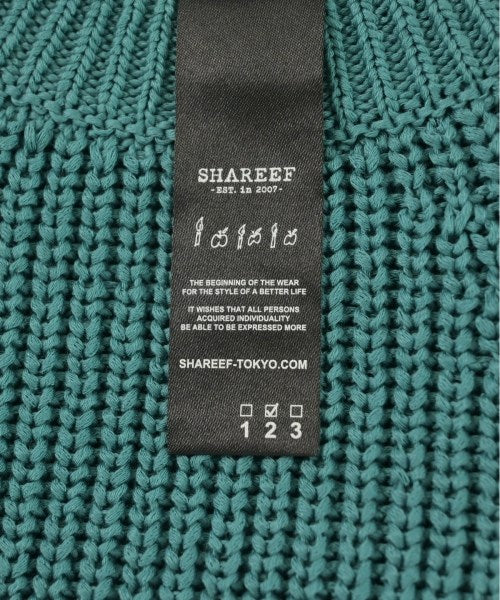 SHAREEF
-EST. in 2007-
THE BEGINNING OF THE WEAR
FOR THE STYLE OF A BETTER LIFE
IT WISHES THAT ALL PERSONS
ACQUIRED INDIVIDUALITY
BE ABLE TO BE EXPRESSED MORE
SHAREEF-TOKYO.COM
1 2 3